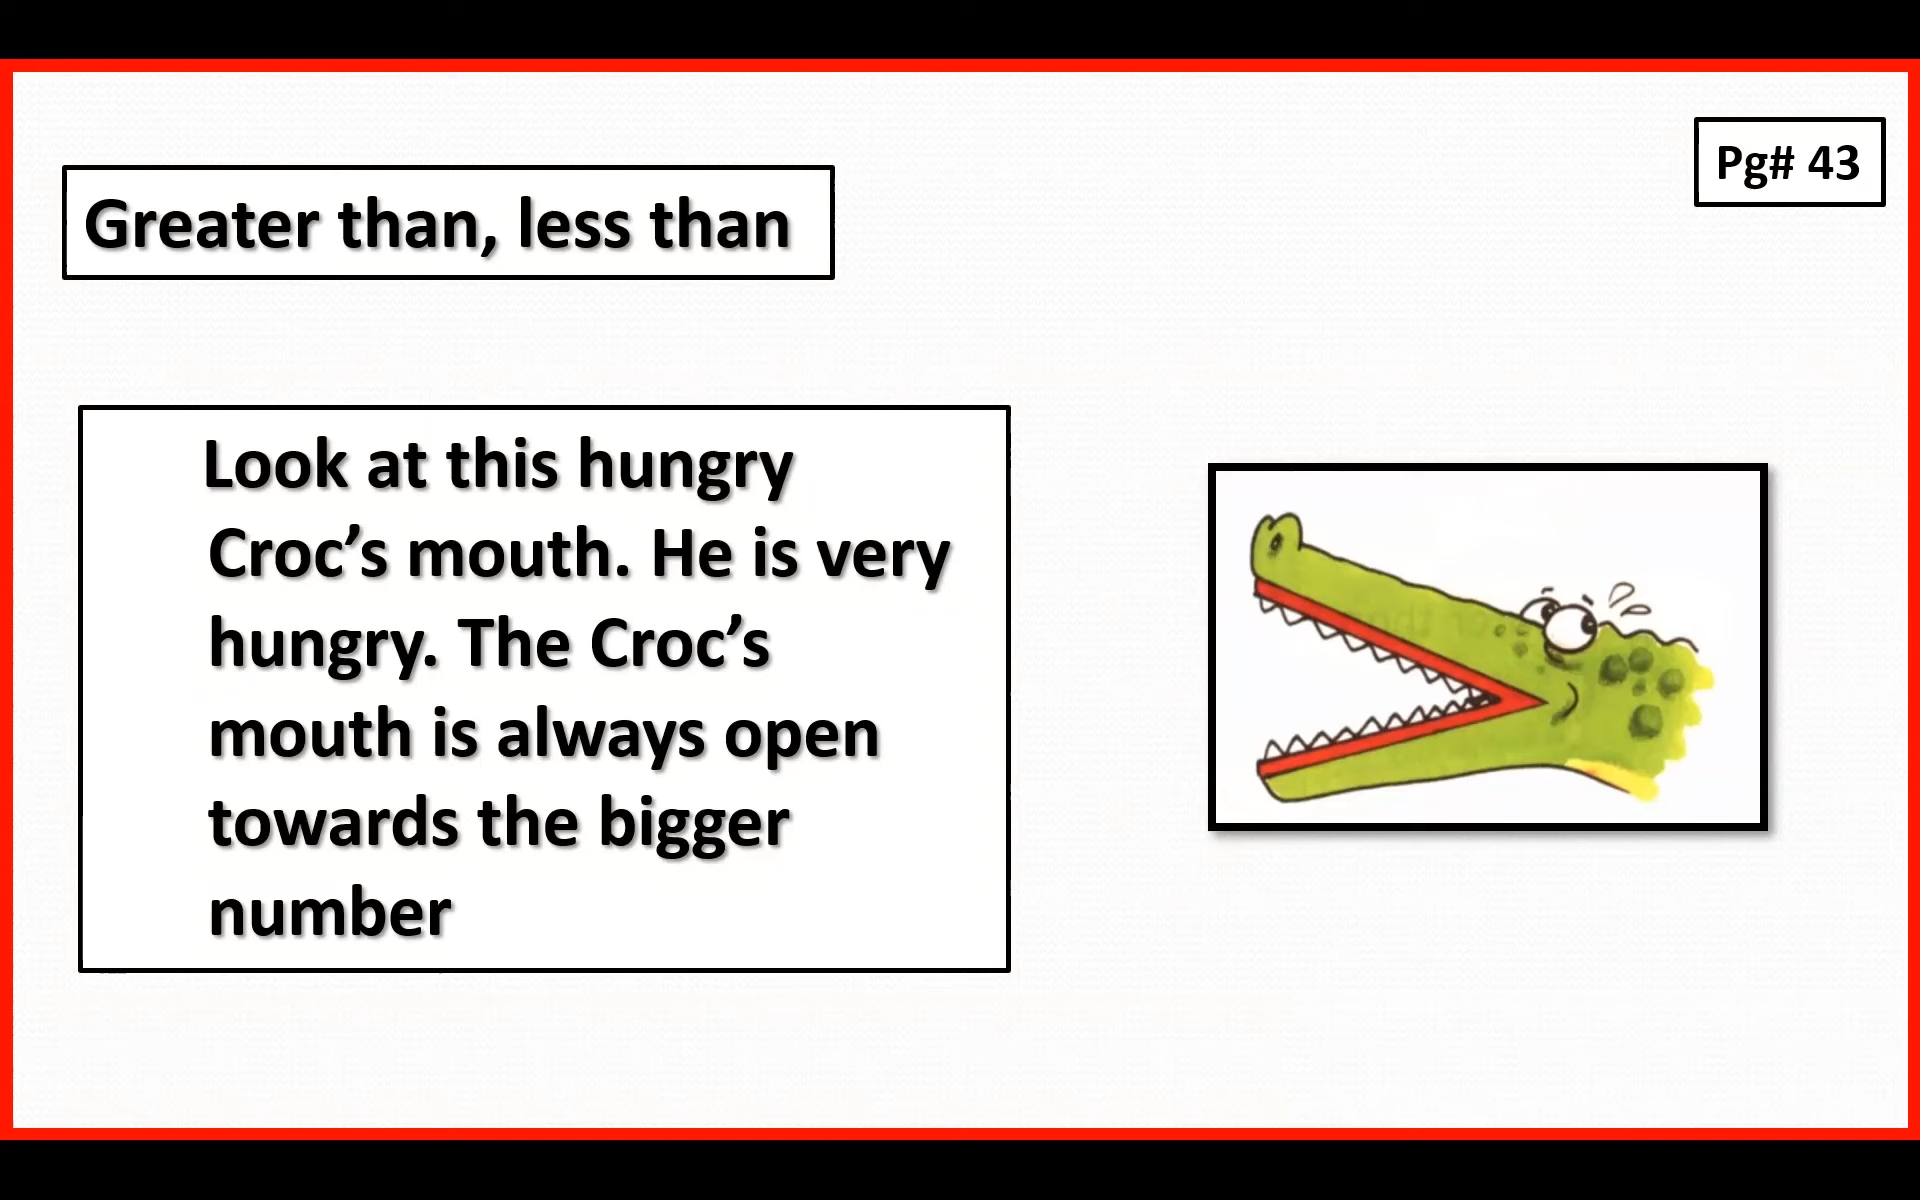 Pg# 43
Greater than, less than
Look at this hungry
Croc’s mouth. He is very
hungry. The Croc’s
mouth is always open
towards the bigger
number